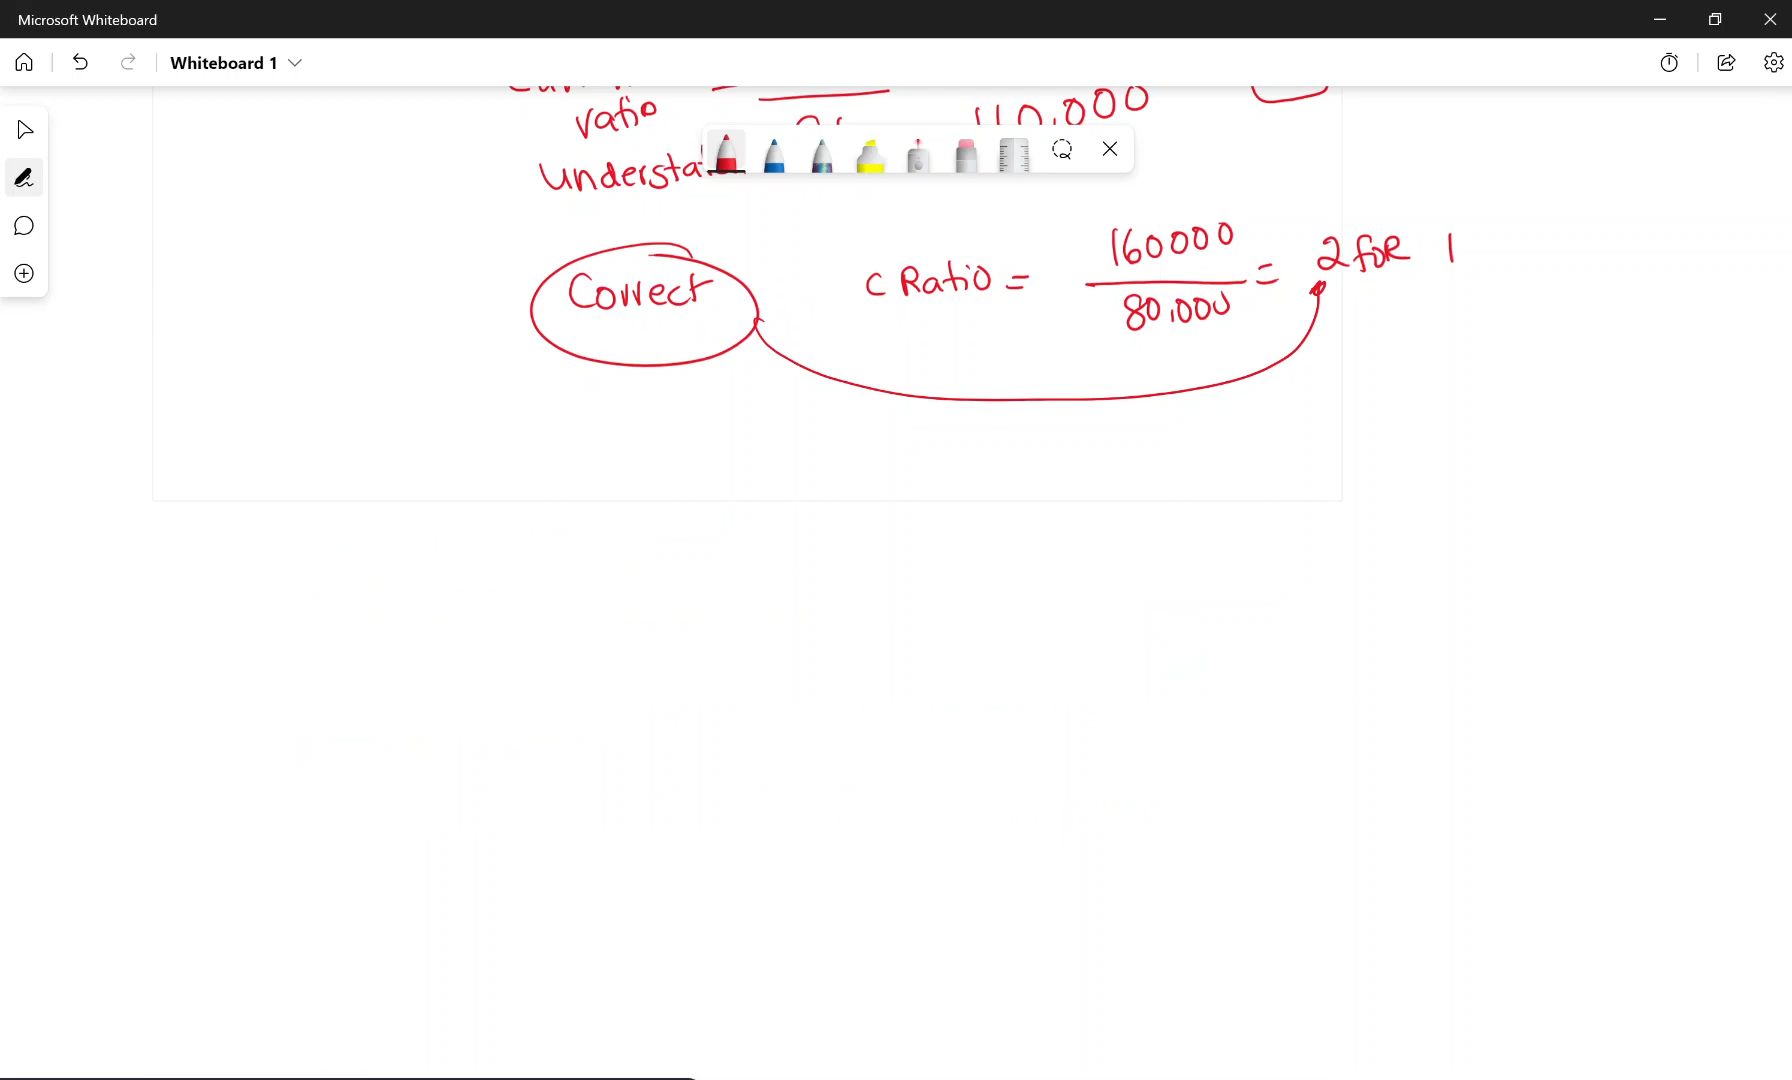 Microsoft Whiteboard
Whiteboard 1
ratio
110,000
understa
Correct
C Ratio = 160000 / 80,000 = 2 foR 1